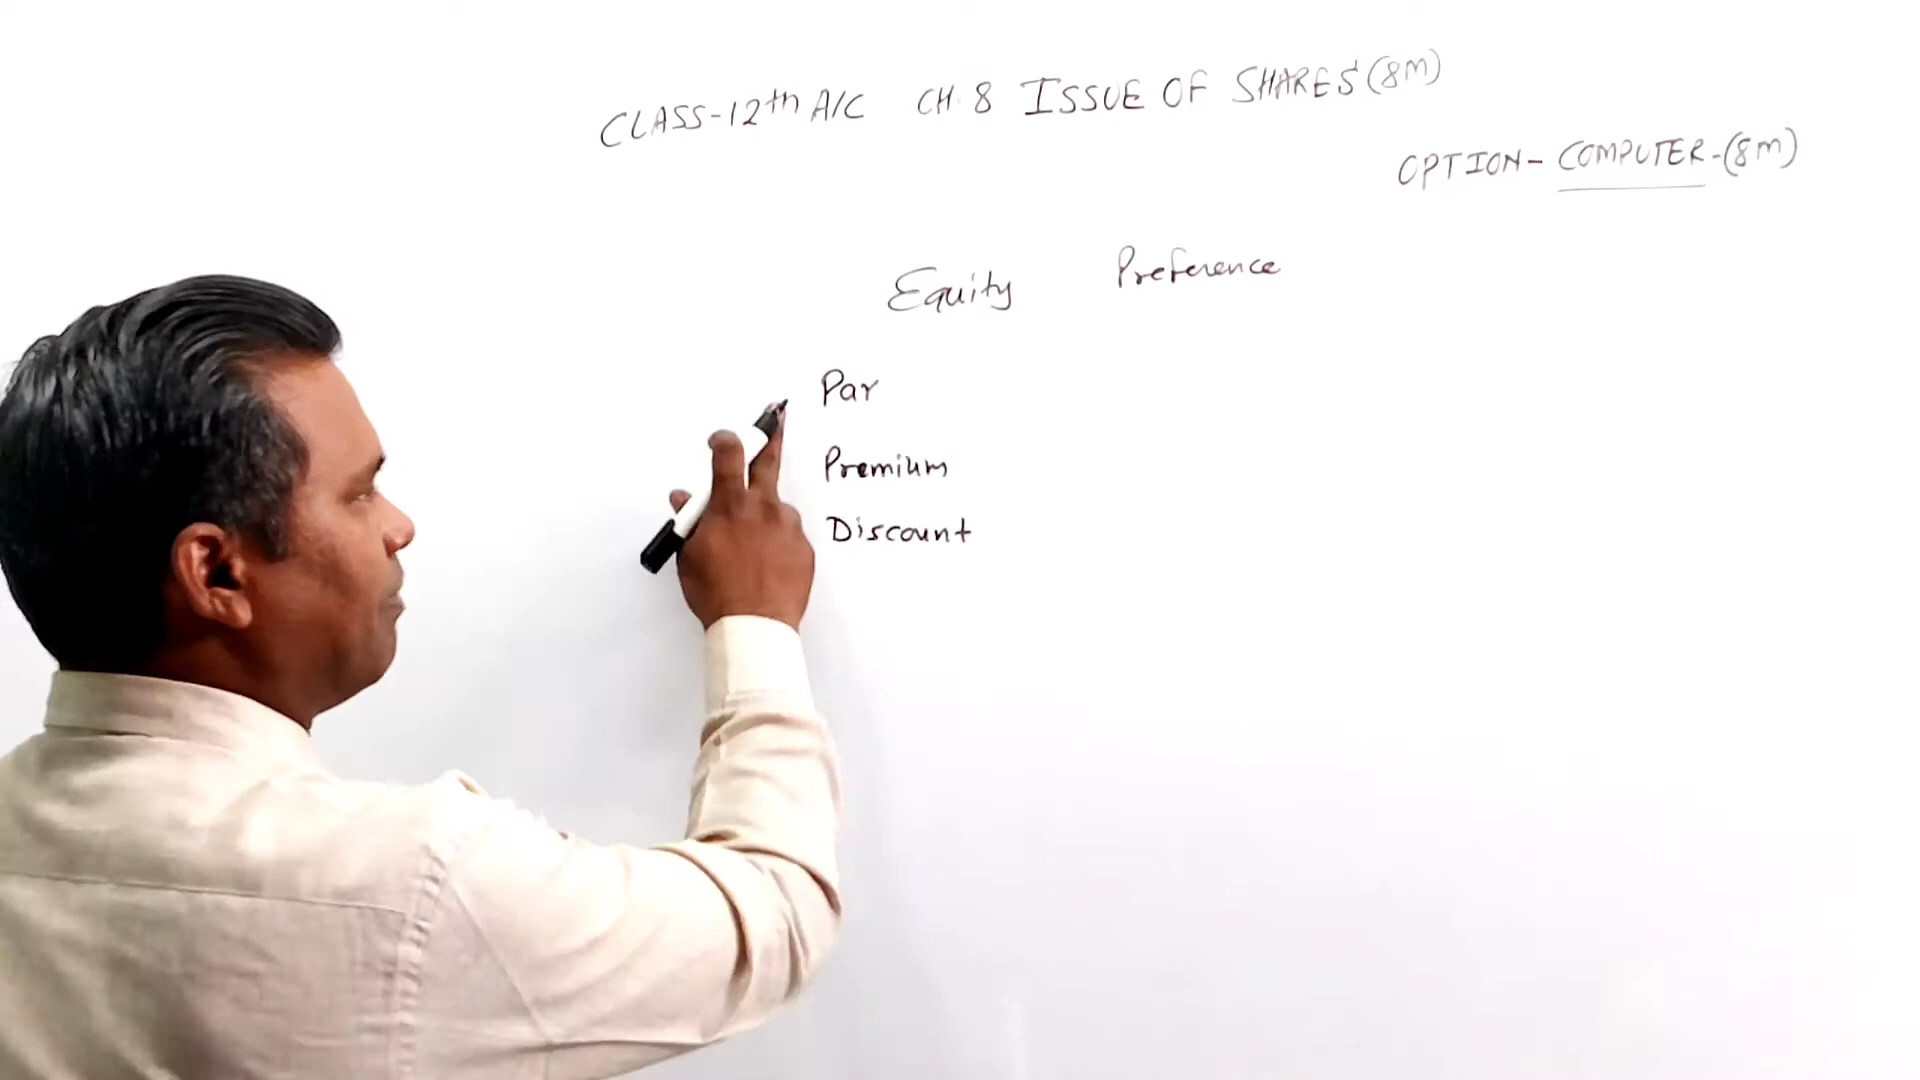 CLASS-12th A/C CH.8 ISSUE OF SHARES (8M)
OPTION- COMPUTER-(8M)
Equity Preference
Par
Premium
Discount